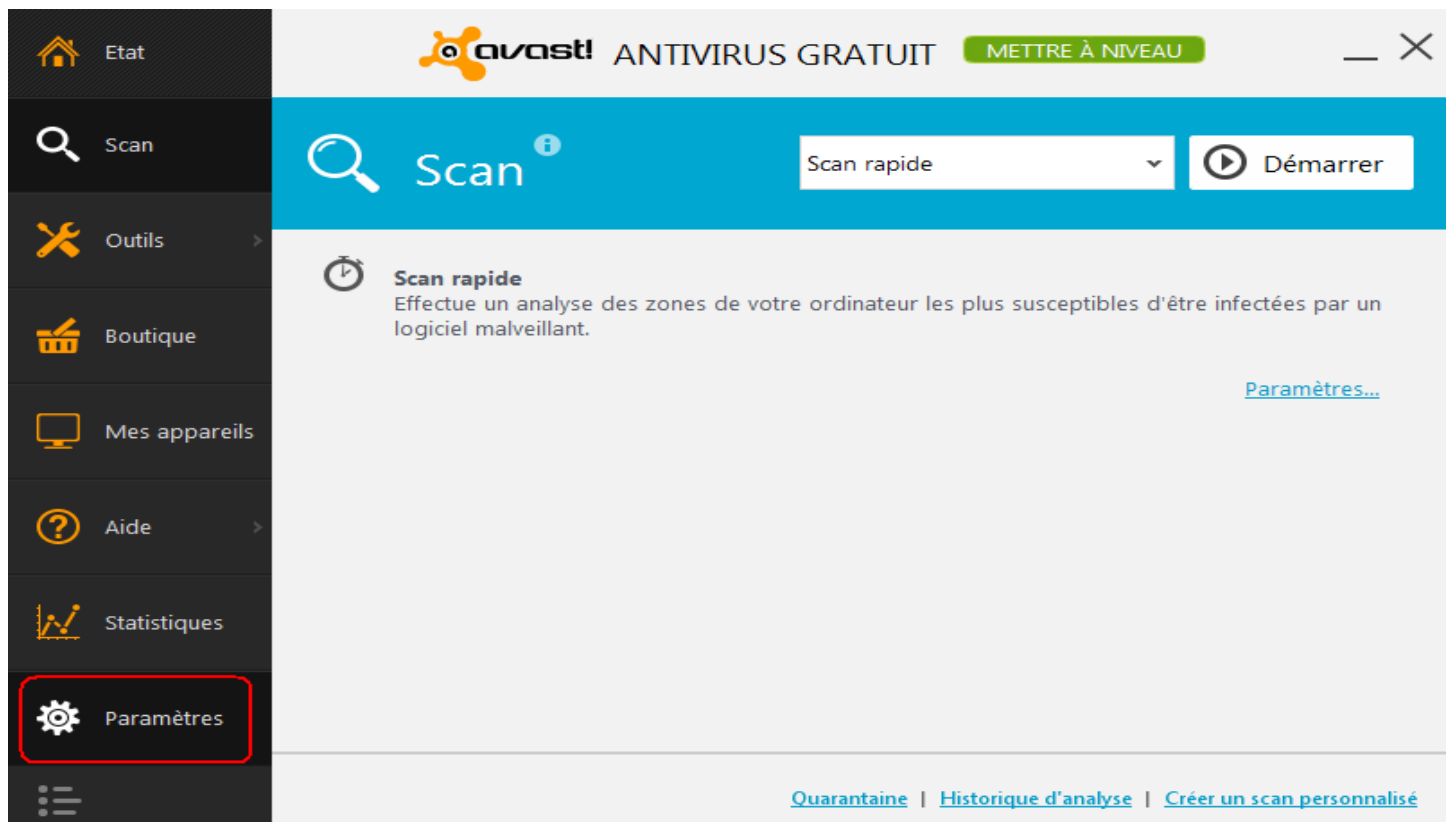 Etat
avast! ANTIVIRUS GRATUIT METTRE À NIVEAU
Scan
Scan
Scan rapide
Démarrer
Outils
Scan rapide
Effectue un analyse des zones de votre ordinateur les plus susceptibles d'être infectées par un
logiciel malveillant.
Boutique
Paramètres...
Mes appareils
Aide
Statistiques
Paramètres
Quarantaine | Historique d'analyse | Créer un scan personnalisé